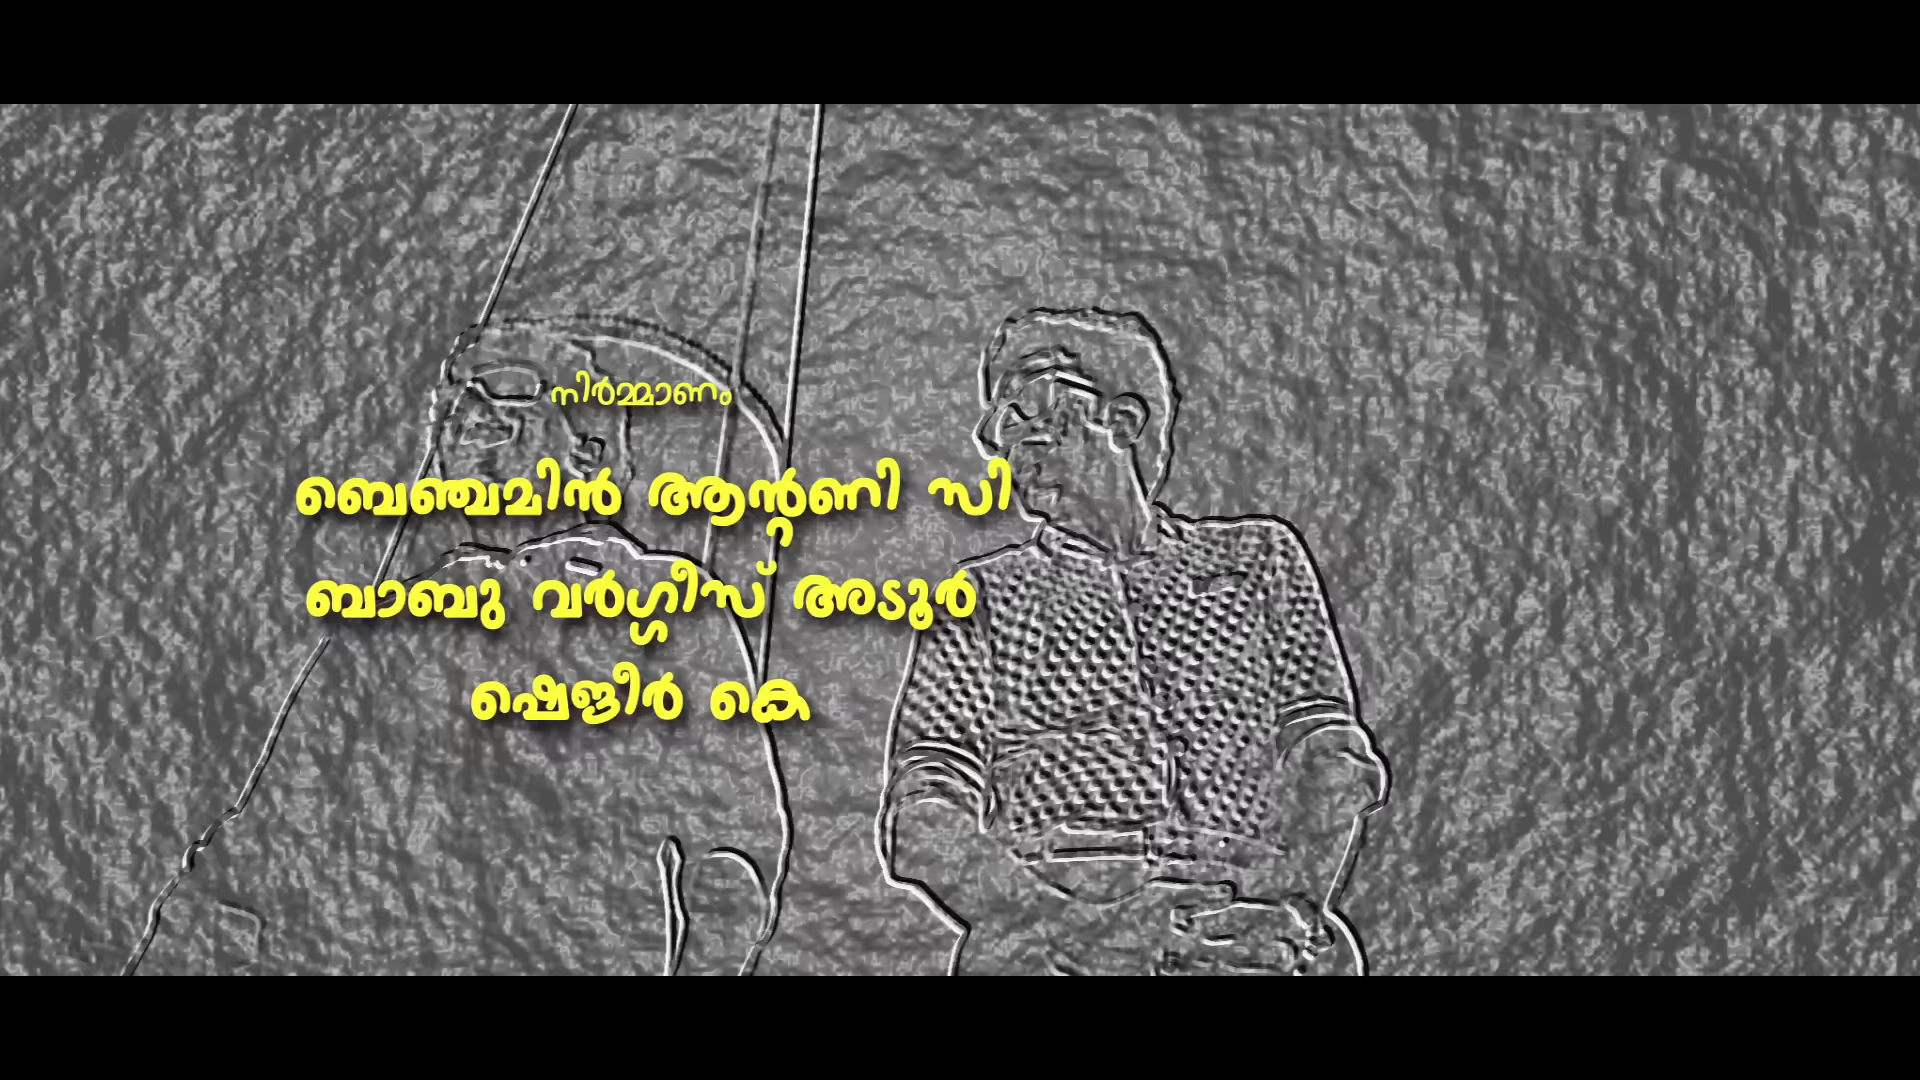 നിർമ്മാണം
ബെഞ്ചമിൻ ആന്റണി സി
ബാബു വർഗ്ഗീസ് അടൂർ
ഷെജീർ കെ